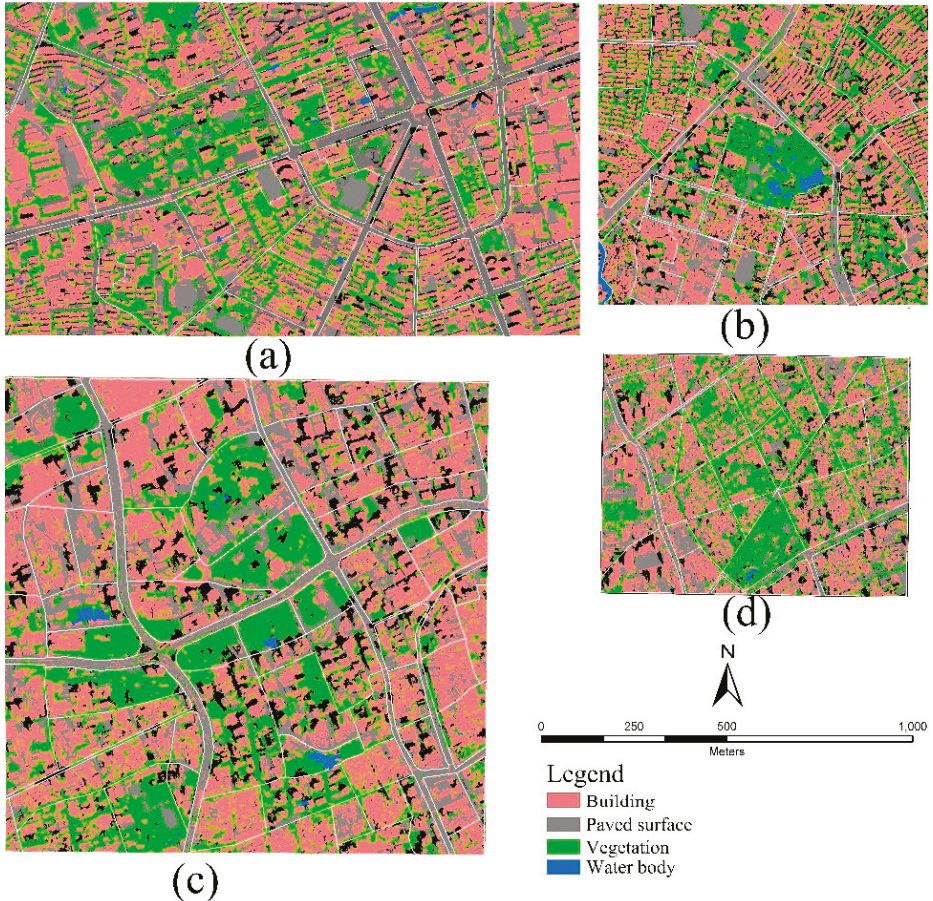 (a)
(b)
(c)
(d)
N
0 250 500 1,000
Meters
Legend
Building
Paved surface
Vegetation
Water body